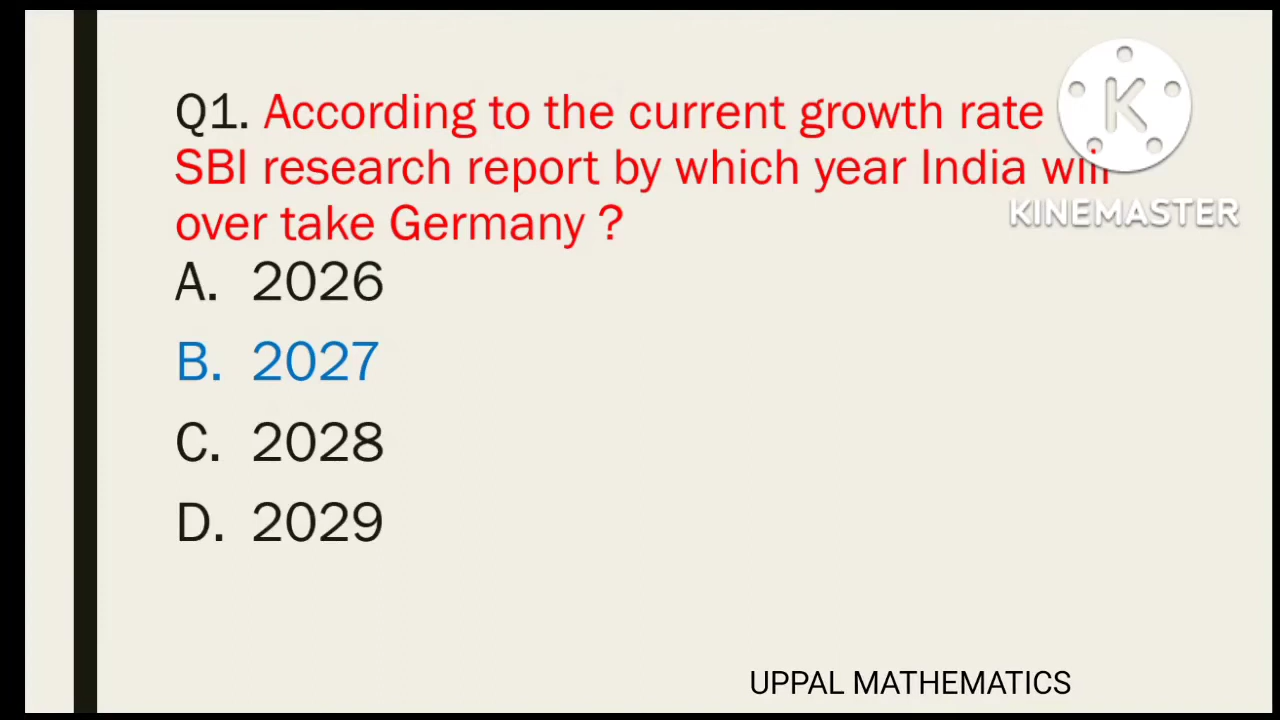 Q1. According to the current growth rate
SBI research report by which year India will
over take Germany ?
A. 2026
B. 2027
C. 2028
D. 2029
K
KINEMASTER
UPPAL MATHEMATICS